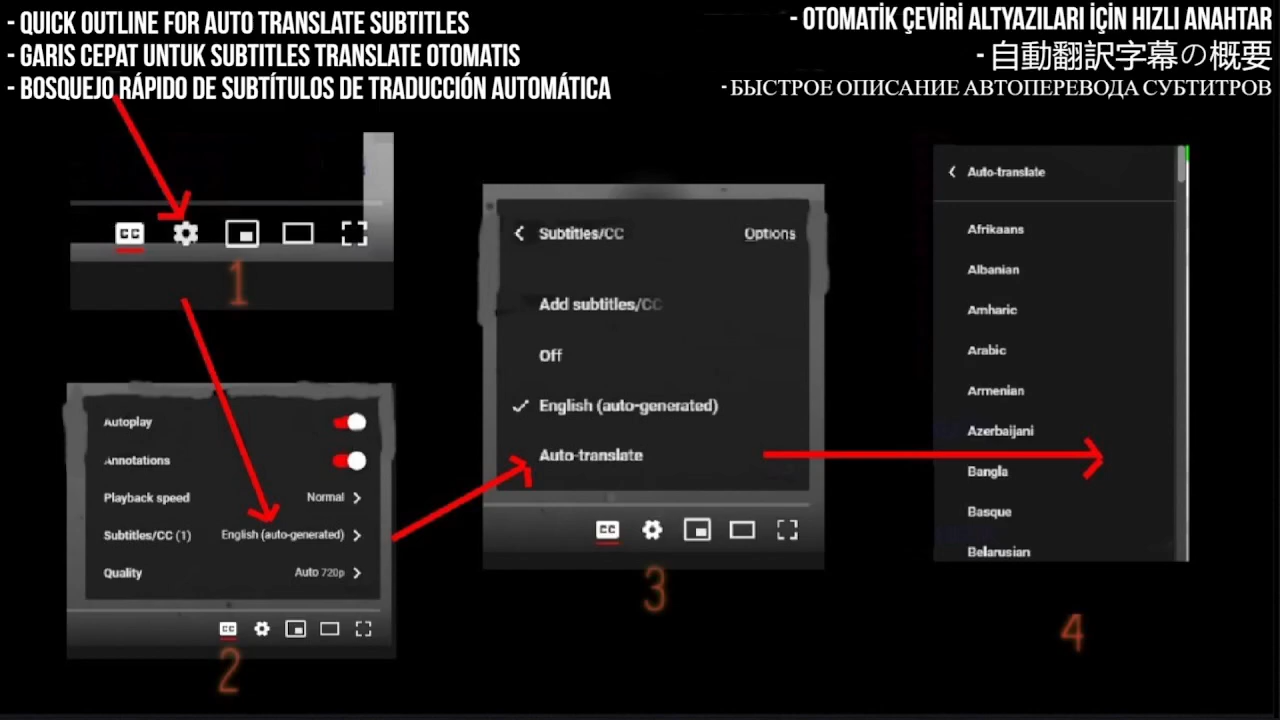 - QUICK OUTLINE FOR AUTO TRANSLATE SUBTITLES
- GARIS CEPAT UNTUK SUBTITLES TRANSLATE OTOMATIS
- BOSQUEJO RÁPIDO DE SUBTÍTULOS DE TRADUCCIÓN AUTOMÁTICA
- OTOMATİK ÇEVİRİ ALTYAZILARI İÇİN HIZLI ANAHTAR
- 自動翻訳字幕の概要
- БЫСТРОЕ ОПИСАНИЕ АВТОПЕРЕВОДА СУБТИТРОВ
CC
1
Autoplay
Annotations
Playback speed Normal
Subtitles/CC (1) English (auto-generated)
Quality Auto 720p
CC
2
Subtitles/CC Options
Add subtitles/CC
Off
English (auto-generated)
Auto-translate
CC
3
Auto-translate
Afrikaans
Albanian
Amharic
Arabic
Armenian
Azerbaijani
Bangla
Basque
Belarusian
4